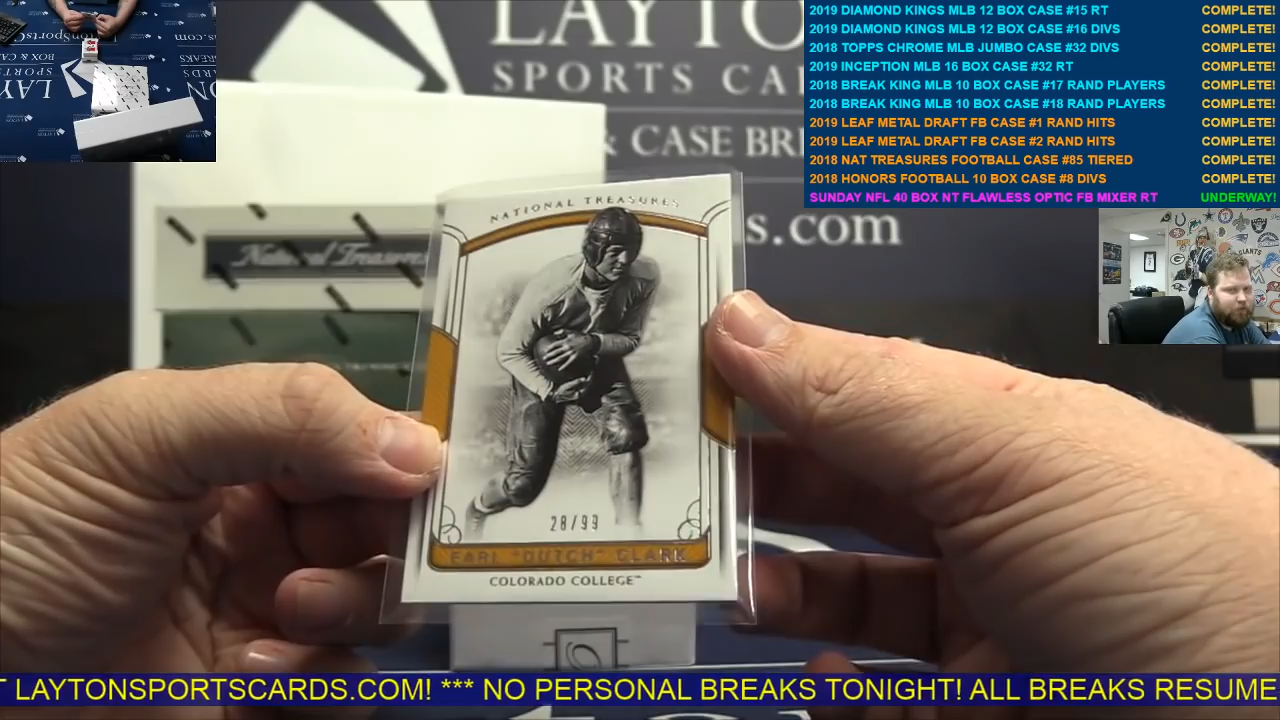 LAYTO
SPORTS CA
& CASE BRE
s.com
2019 DIAMOND KINGS MLB 12 BOX CASE #15 RT COMPLETE!
2019 DIAMOND KINGS MLB 12 BOX CASE #16 DIVS COMPLETE!
2018 TOPPS CHROME MLB JUMBO CASE #32 DIVS COMPLETE!
2019 INCEPTION MLB 16 BOX CASE #32 RT COMPLETE!
2018 BREAK KING MLB 10 BOX CASE #17 RAND PLAYERS COMPLETE!
2018 BREAK KING MLB 10 BOX CASE #18 RAND PLAYERS COMPLETE!
2019 LEAF METAL DRAFT FB CASE #1 RAND HITS COMPLETE!
2019 LEAF METAL DRAFT FB CASE #2 RAND HITS COMPLETE!
2018 NAT TREASURES FOOTBALL CASE #85 TIERED COMPLETE!
2018 HONORS FOOTBALL 10 BOX CASE #8 DIVS COMPLETE!
SUNDAY NFL 40 BOX NT FLAWLESS OPTIC FB MIXER RT UNDERWAY!
National Treasures
NATIONAL TREASURES
28/99
EARL "DUTCH" CLARK
COLORADO COLLEGE™
T LAYTONSPORTSCARDS.COM! *** NO PERSONAL BREAKS TONIGHT! ALL BREAKS RESUME